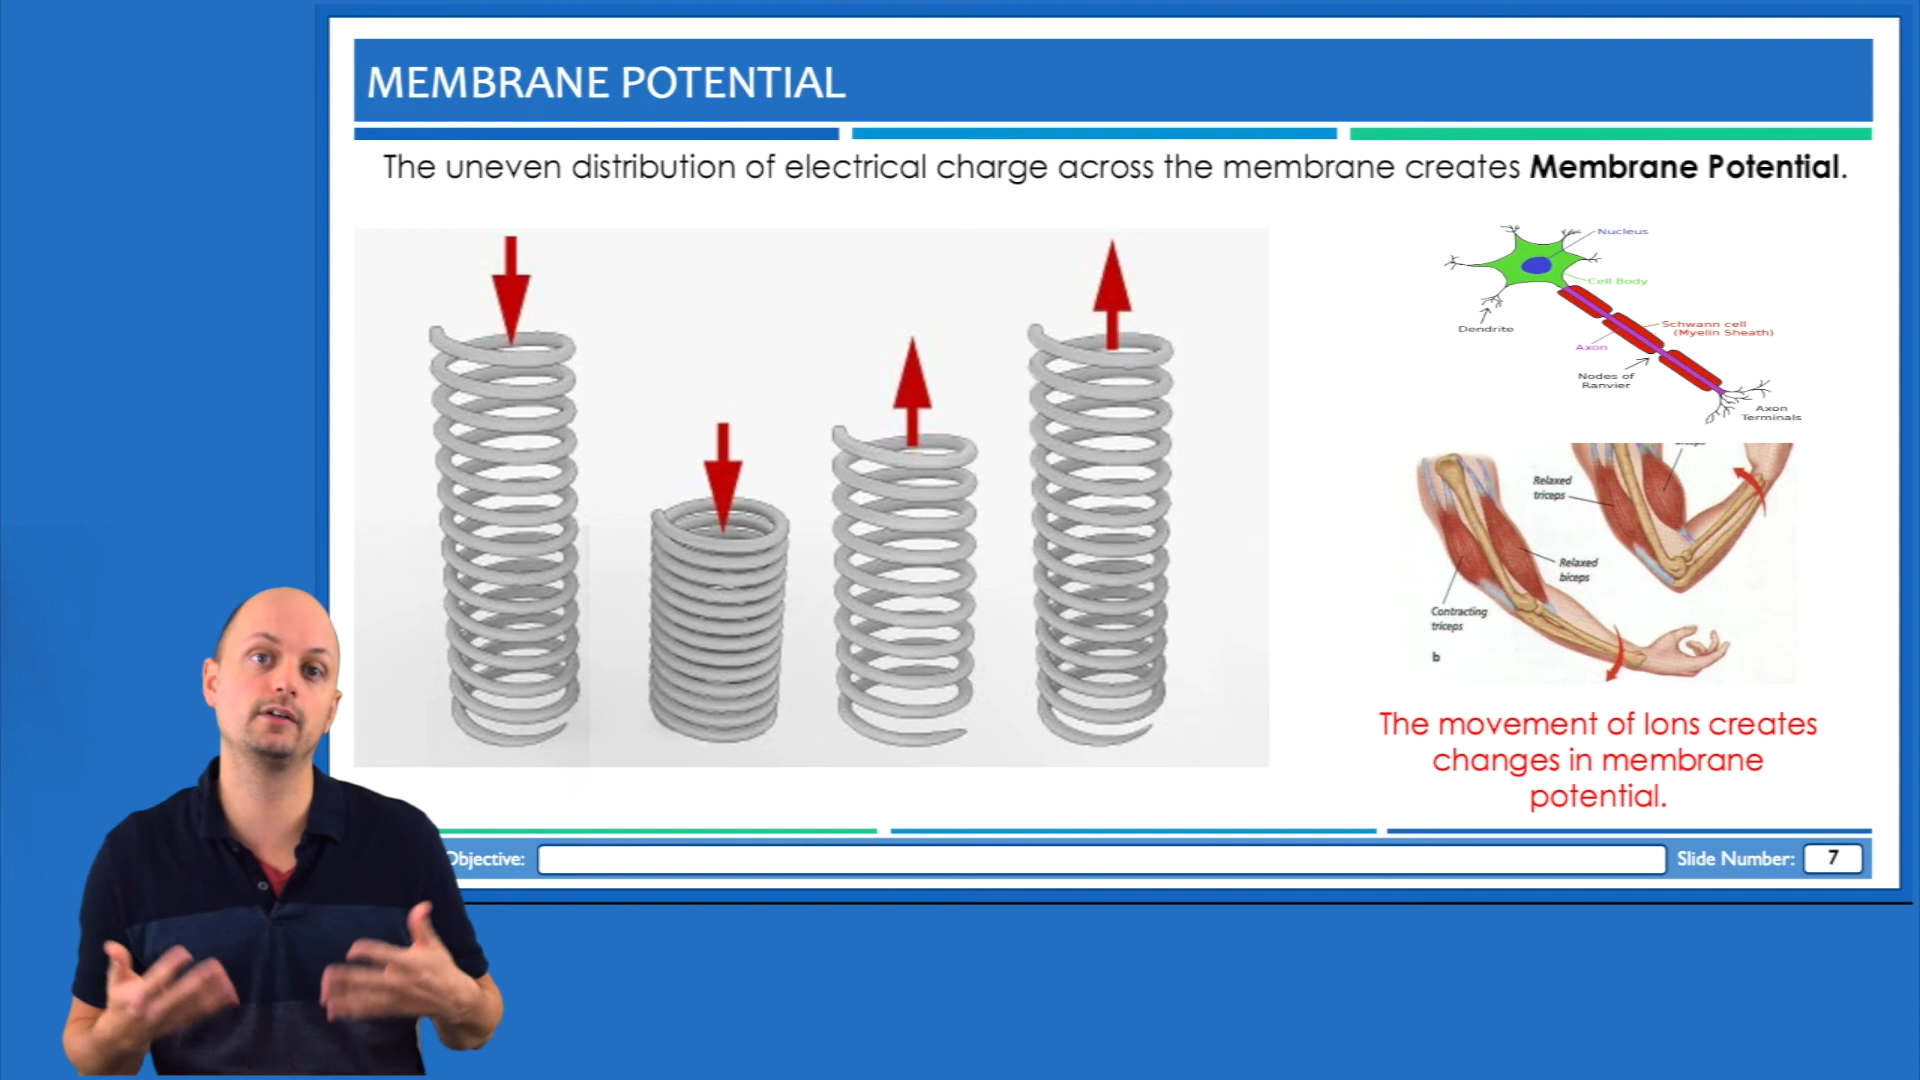 MEMBRANE POTENTIAL
The uneven distribution of electrical charge across the membrane creates Membrane Potential.
Nucleus
Cell Body
Dendrite
Schwann cell
(Myelin Sheath)
Axon
Nodes of
Ranvier
Axon
Terminals
Relaxed
triceps
Relaxed
biceps
Contracting
triceps
b
The movement of Ions creates
changes in membrane
potential.
Objective:
Slide Number:
7